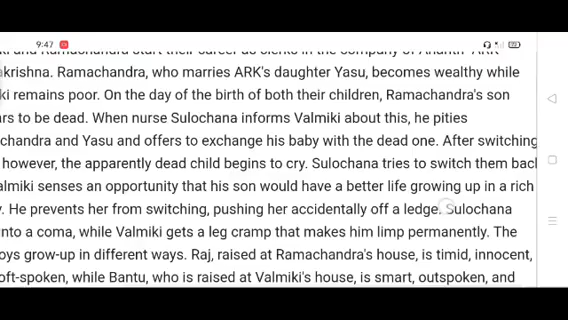 9:47
ki and Ramachandra start their career as clerks in the company of Ananth "ARK"
akrishna. Ramachandra, who marries ARK's daughter Yasu, becomes wealthy while
ki remains poor. On the day of the birth of both their children, Ramachandra's son
rs to be dead. When nurse Sulochana informs Valmiki about this, he pities
chandra and Yasu and offers to exchange his baby with the dead one. After switching
however, the apparently dead child begins to cry. Sulochana tries to switch them back
almiki senses an opportunity that his son would have a better life growing up in a rich
. He prevents her from switching, pushing her accidentally off a ledge. Sulochana
nto a coma, while Valmiki gets a leg cramp that makes him limp permanently. The
oys grow-up in different ways. Raj, raised at Ramachandra's house, is timid, innocent,
oft-spoken, while Bantu, who is raised at Valmiki's house, is smart, outspoken, and